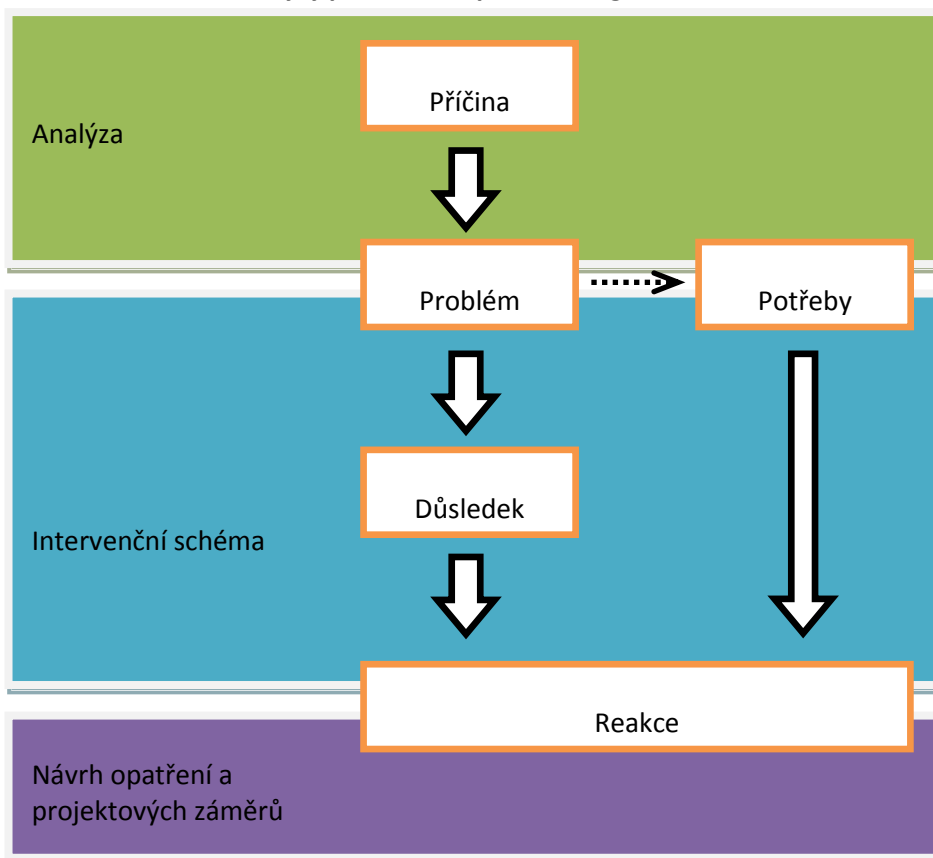 Příčina
Analýza
Problém
Potřeby
Důsledek
Intervenční schéma
Reakce
Návrh opatření a
projektových záměrů